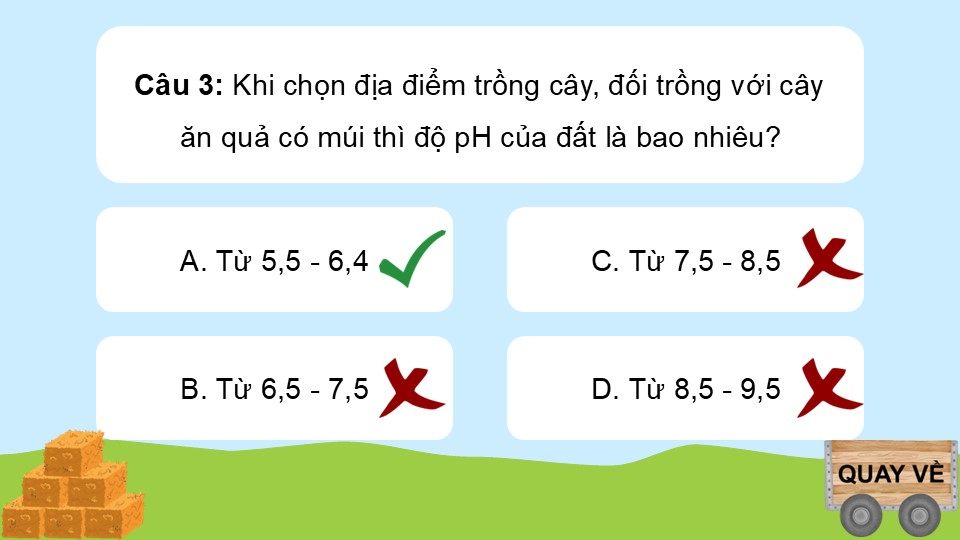 Câu 3: Khi chọn địa điểm trồng cây, đối trồng với cây
ăn quả có múi thì độ pH của đất là bao nhiêu?
A. Từ 5,5 - 6,4
C. Từ 7,5 - 8,5
B. Từ 6,5 - 7,5
D. Từ 8,5 - 9,5
QUAY VỀ